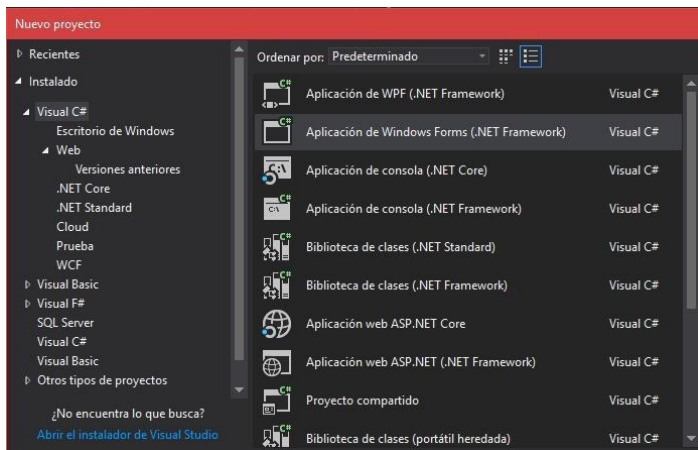 Nuevo proyecto
Recientes
Instalado
Visual C#
Escritorio de Windows
Web
Versiones anteriores
.NET Core
.NET Standard
Cloud
Prueba
WCF
Visual Basic
Visual F#
SQL Server
Visual C#
Visual Basic
Otros tipos de proyectos
¿No encuentra lo que busca?
Abrir el instalador de Visual Studio
Ordenar por: Predeterminado
Aplicación de WPF (.NET Framework) Visual C#
Aplicación de Windows Forms (.NET Framework) Visual C#
Aplicación de consola (.NET Core) Visual C#
Aplicación de consola (.NET Framework) Visual C#
Biblioteca de clases (.NET Standard) Visual C#
Biblioteca de clases (.NET Framework) Visual C#
Aplicación web ASP.NET Core Visual C#
Aplicación web ASP.NET (.NET Framework) Visual C#
Proyecto compartido Visual C#
Biblioteca de clases (portátil heredada) Visual C#